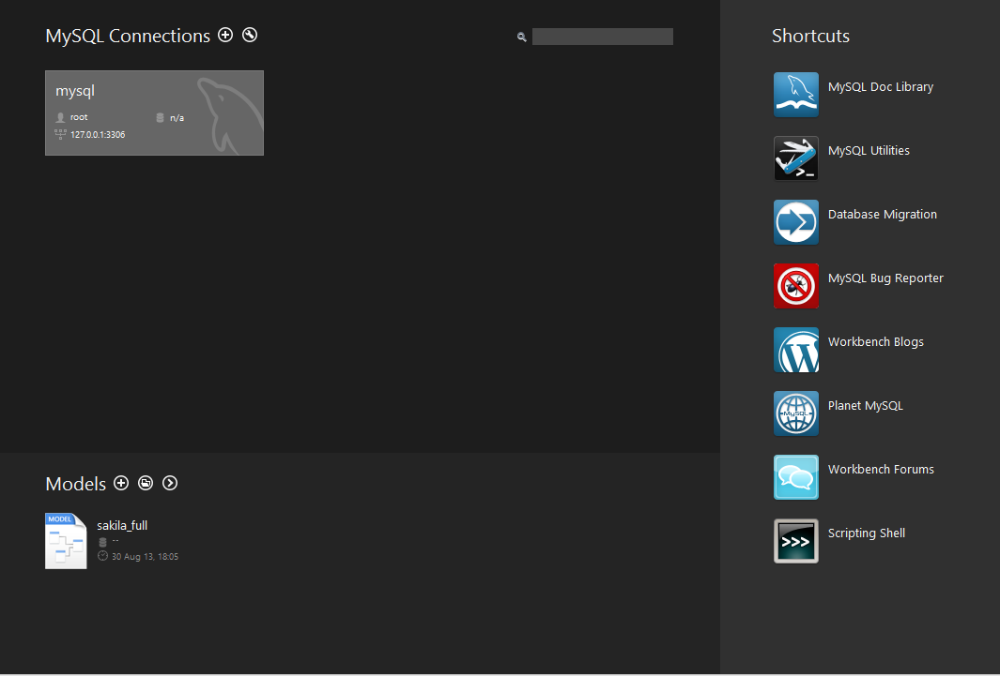 MySQL Connections
mysql
root
n/a
127.0.0.1:3306
Models
MODEL
sakila_full
--
30 Aug 13, 18:05
Shortcuts
MySQL Doc Library
MySQL Utilities
>_
Database Migration
MySQL Bug Reporter
W
Workbench Blogs
MySQL
Planet MySQL
Workbench Forums
>>>
Scripting Shell